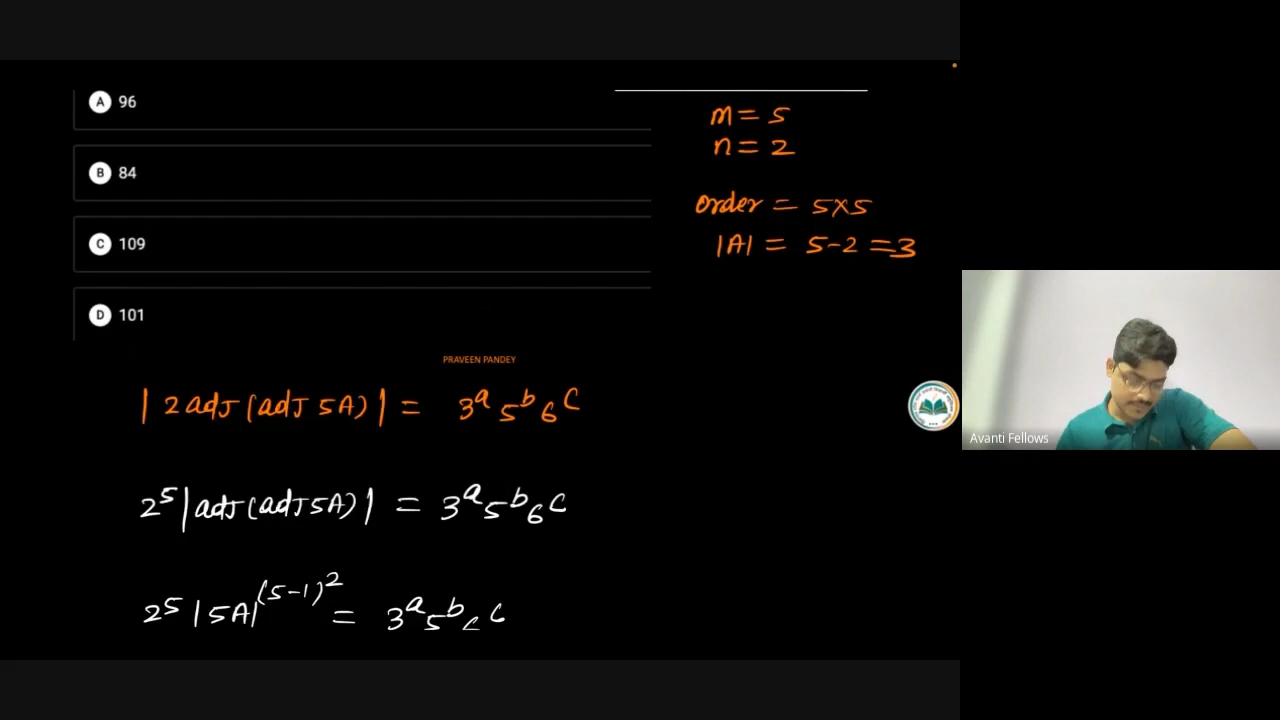 A 96
B 84
C 109
D 101
m = 5
n = 2
order = 5×5
|A| = 5-2 = 3
PRAVEEN PANDEY
|2 adJ (adJ 5A)| = 3^a 5^b 6^c
2^5 |adJ (adJ 5A)| = 3^a 5^b 6^c
2^5 |5A|^(5-1)^2 = 3^a 5^b 6^c
Avanti Fellows